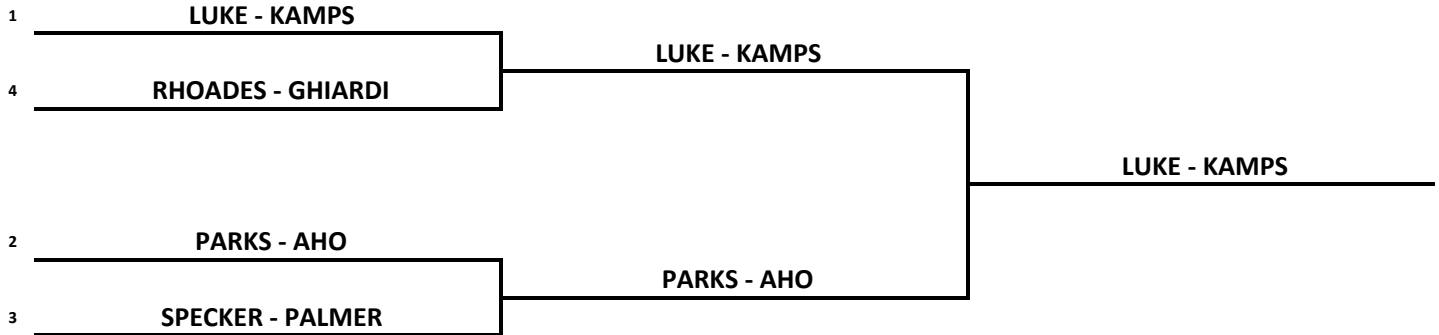 1 LUKE - KAMPS
LUKE - KAMPS
4 RHOADES - GHIARDI
LUKE - KAMPS
2 PARKS - AHO
PARKS - AHO
3 SPECKER - PALMER